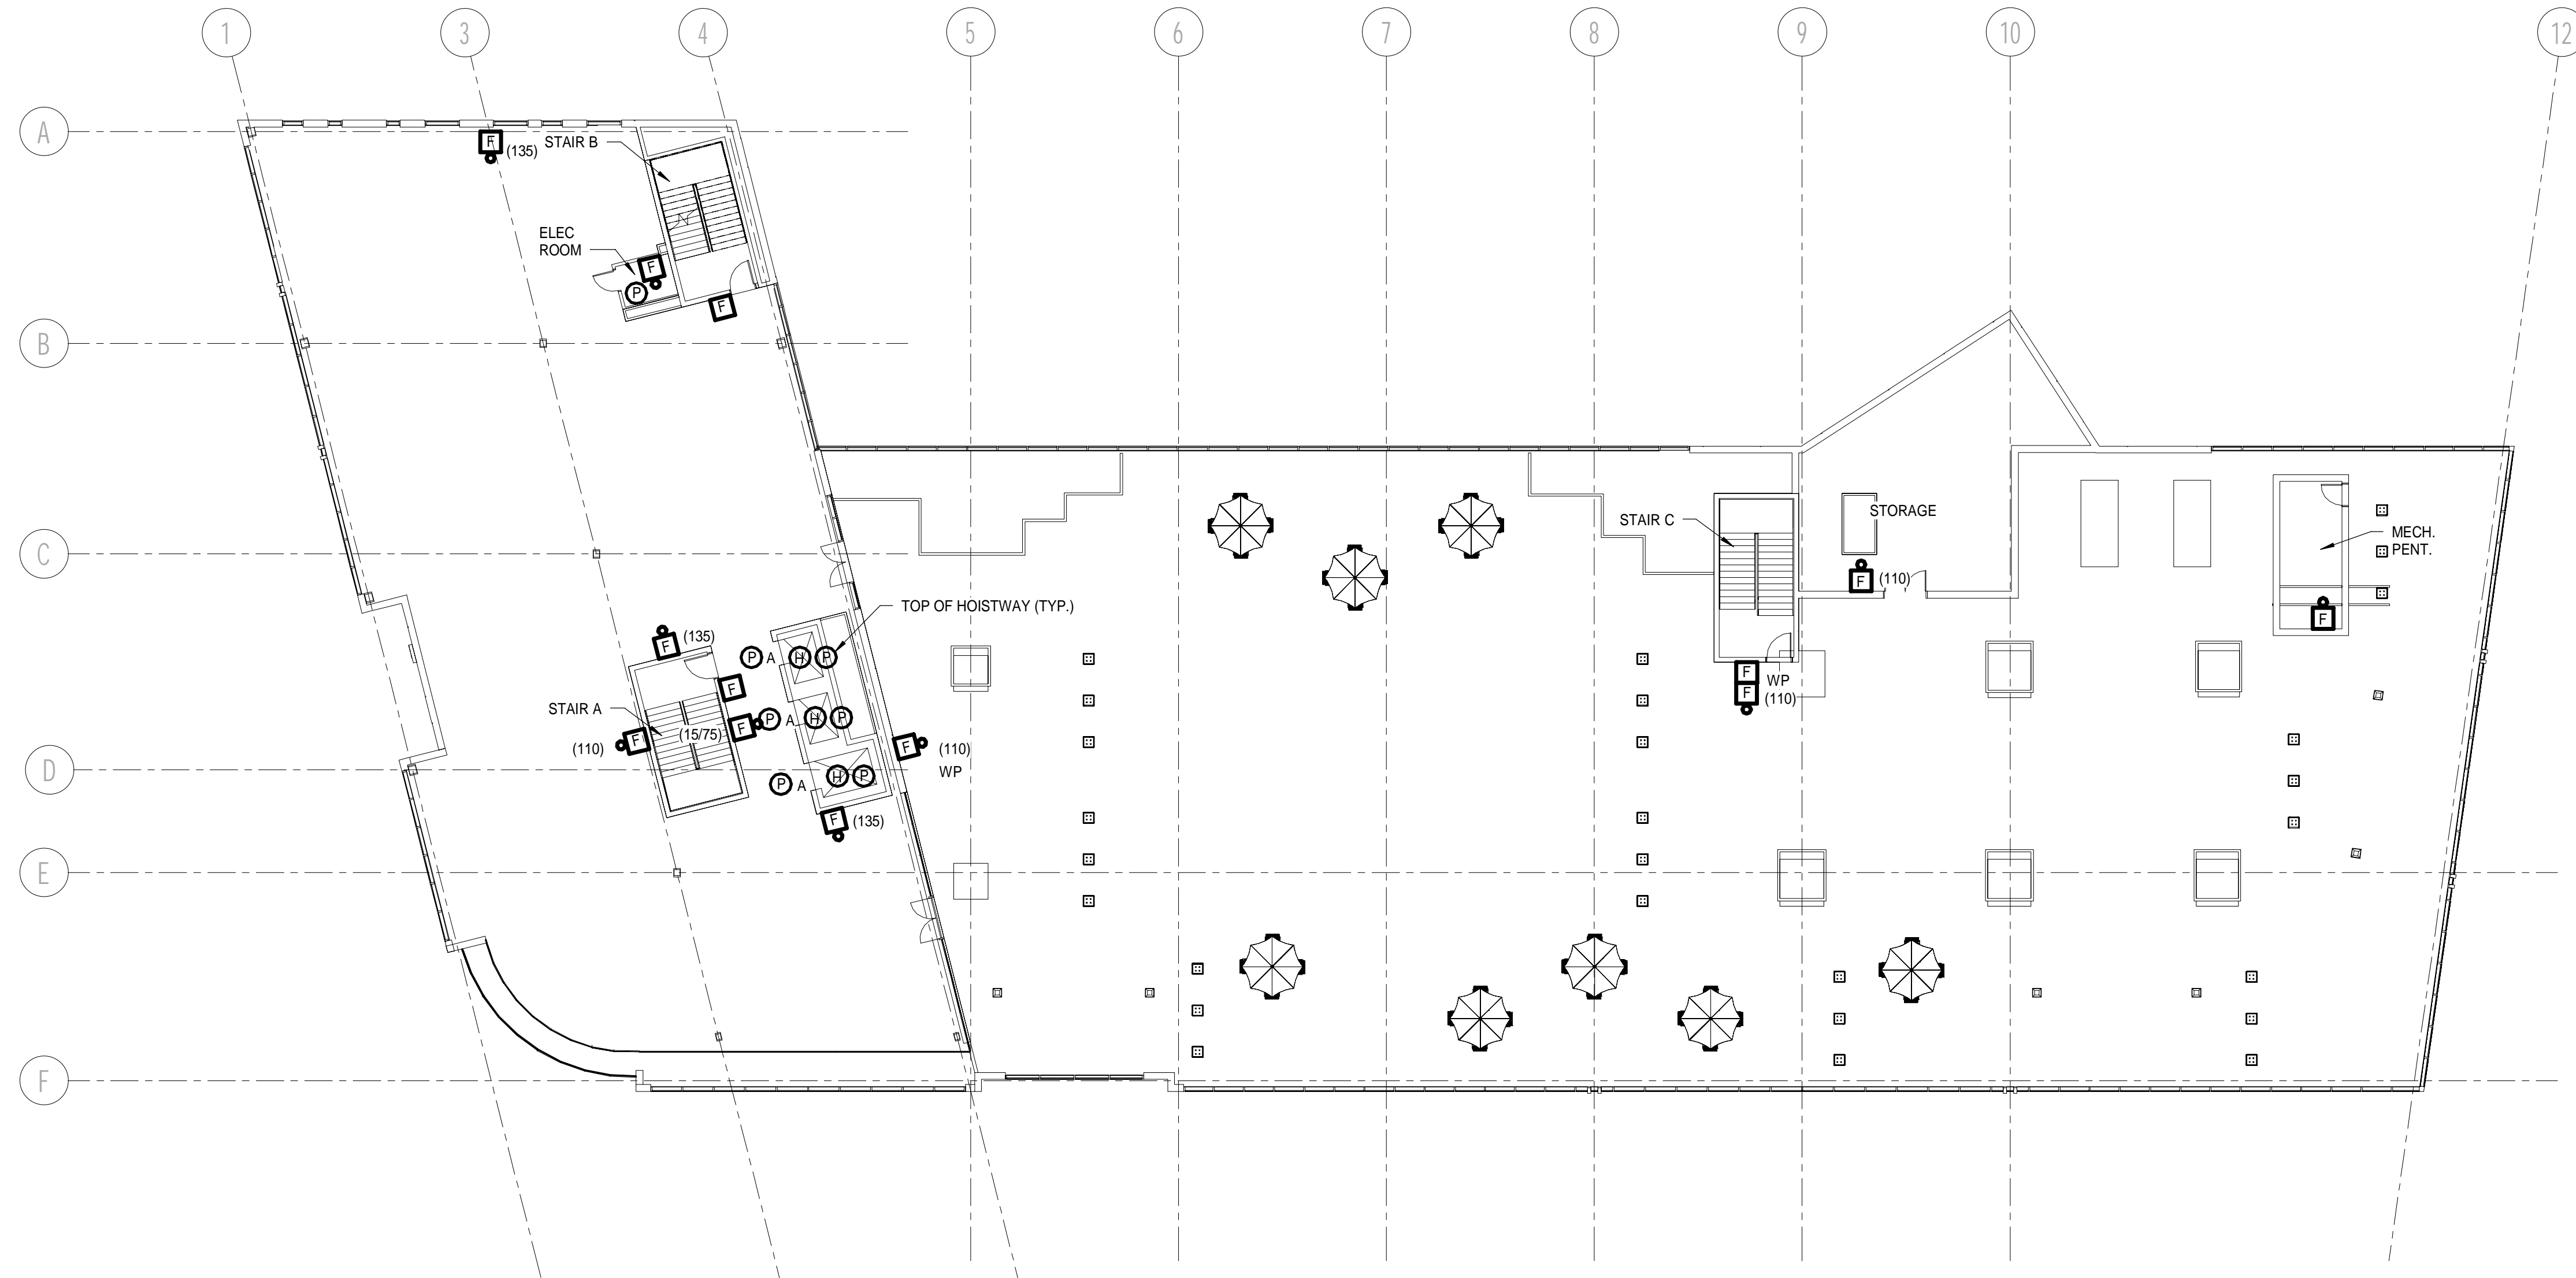 1
3
4
5
6
7
8
9
10
12
A
F
(135)
STAIR B
ELEC
ROOM
F
P
F
B
STAIR C
STORAGE
MECH.
PENT.
C
F
(110)
TOP OF HOISTWAY (TYP.)
F
F
(135)
P
A
H
P
F
F
WP
F
(110)
STAIR A
P
A
H
P
F
(15/75)
F
(110)
F
(110)
WP
D
P
A
H
P
F
(135)
E
F